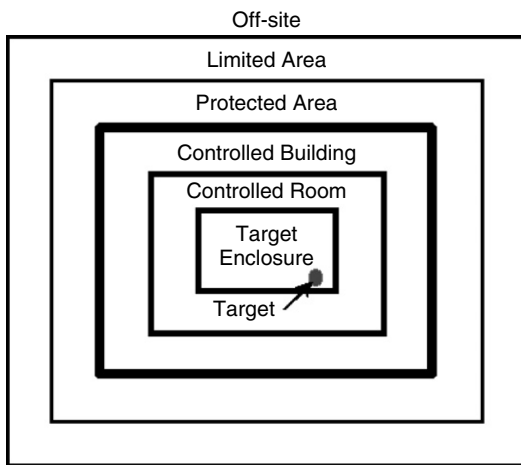 Off-site
Limited Area
Protected Area
Controlled Building
Controlled Room
Target
Enclosure
Target